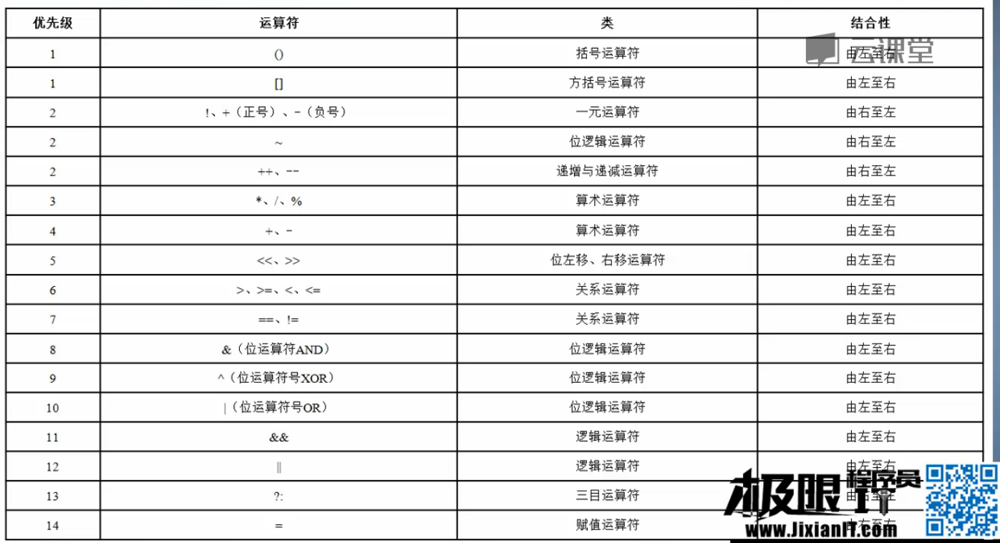 优先级 运算符 类 结合性
1 () 括号运算符 由左至右
云课堂
1 [] 方括号运算符 由左至右
2 !、+（正号）、-（负号） 一元运算符 由右至左
2 ~ 位逻辑运算符 由右至左
2 ++、-- 递增与递减运算符 由右至左
3 *、/、% 算术运算符 由左至右
4 +、- 算术运算符 由左至右
5 <<、>> 位左移、右移运算符 由左至右
6 >、>=、<、<= 关系运算符 由左至右
7 ==、!= 关系运算符 由左至右
8 &（位运算符AND） 位逻辑运算符 由左至右
9 ^（位运算符号XOR） 位逻辑运算符 由左至右
10 |（位运算符号OR） 位逻辑运算符 由左至右
11 && 逻辑运算符 由左至右
12 || 逻辑运算符 由左至右
13 ?: 三目运算符 由右至左
14 = 赋值运算符 由右至左
极眼IT 程序员
www.JixianIT.com